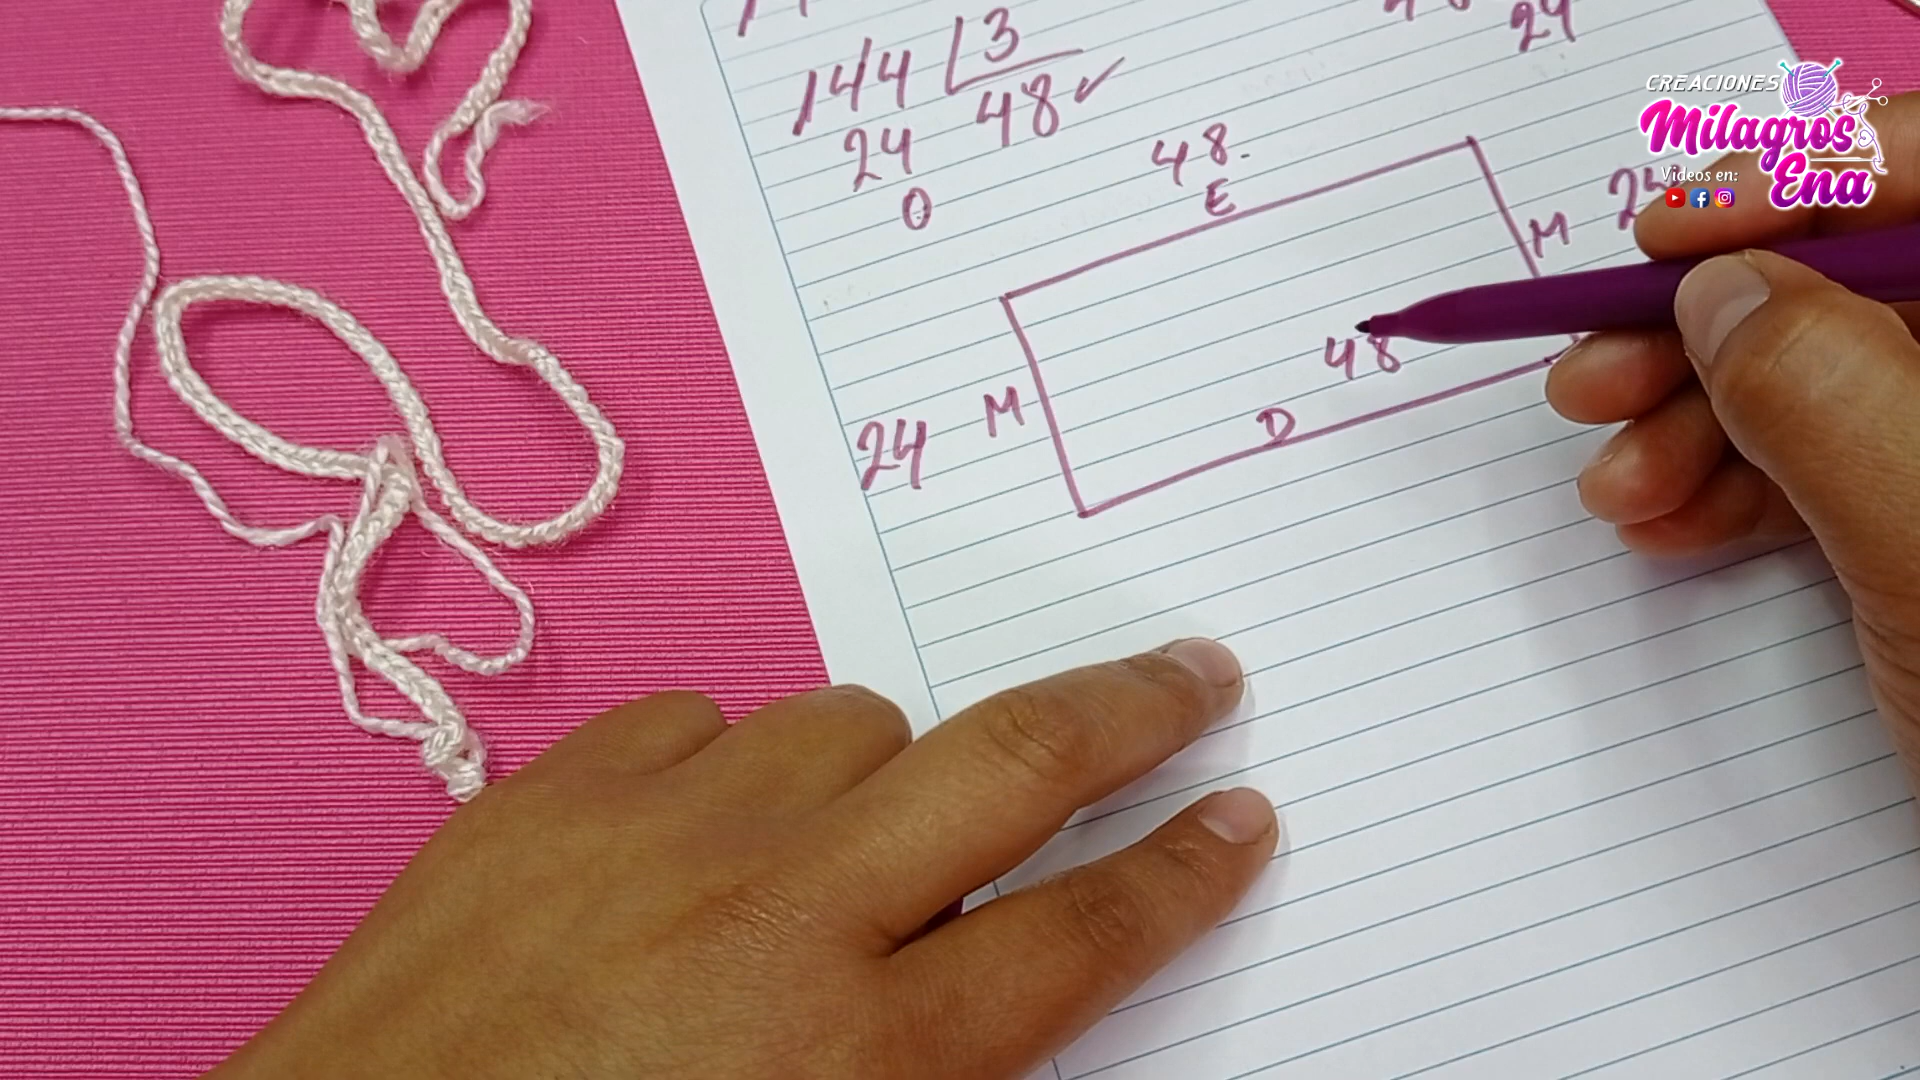 144 3
24 48 ✓
0
24
48.
E
M
24
M
48
D
CREACIONES
Milagros
Ena
Videos en: